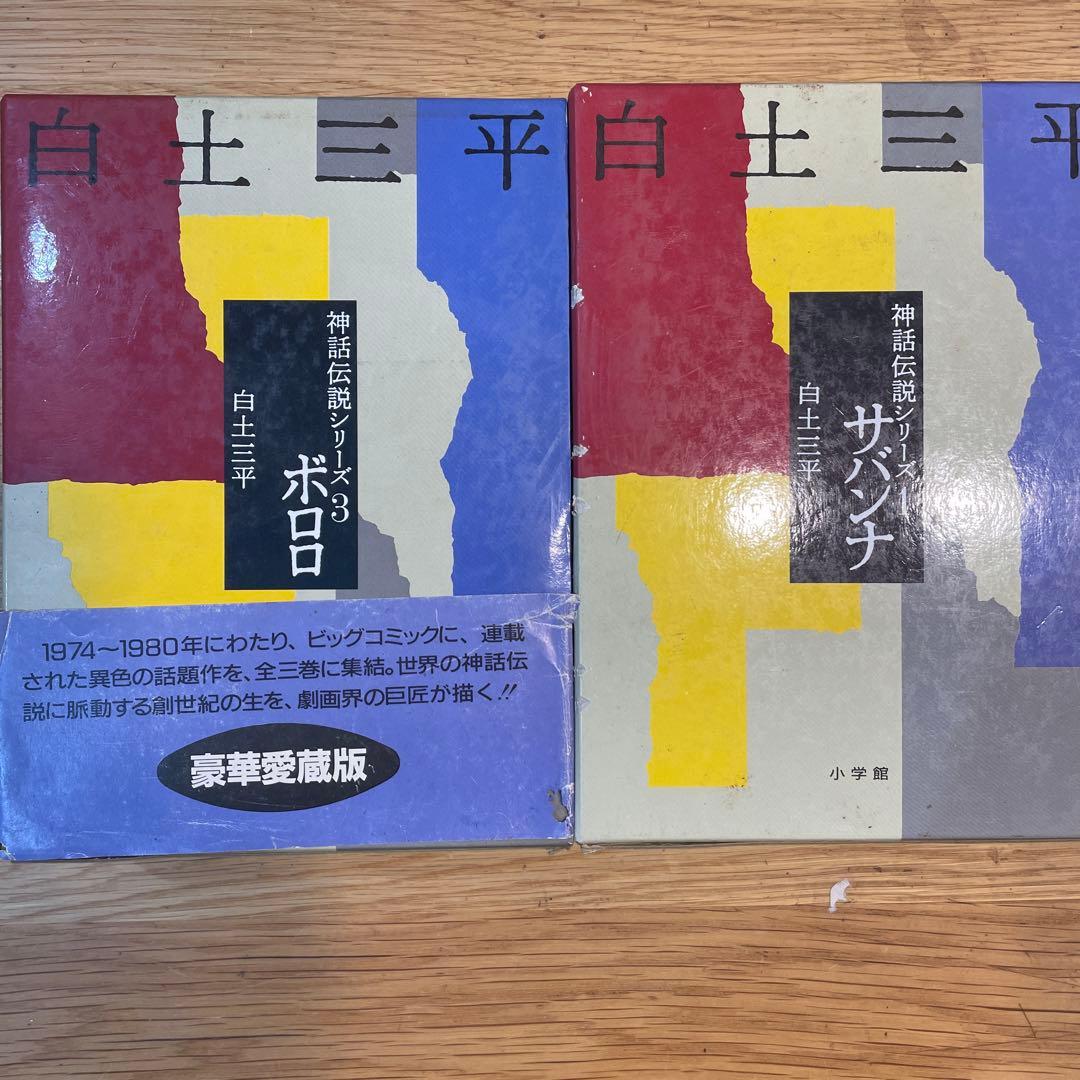 白土三平
神話伝説シリーズ3
ボロロ
白土三平
1974〜1980年にわたり、ビッグコミックに、連載
された異色の話題作を、全三巻に集結。世界の神話伝
説に脈動する創世紀の生を、劇画界の巨匠が描く!!
豪華愛蔵版
白土三平
神話伝説シリーズ1
サバンナ
白土三平
小学館